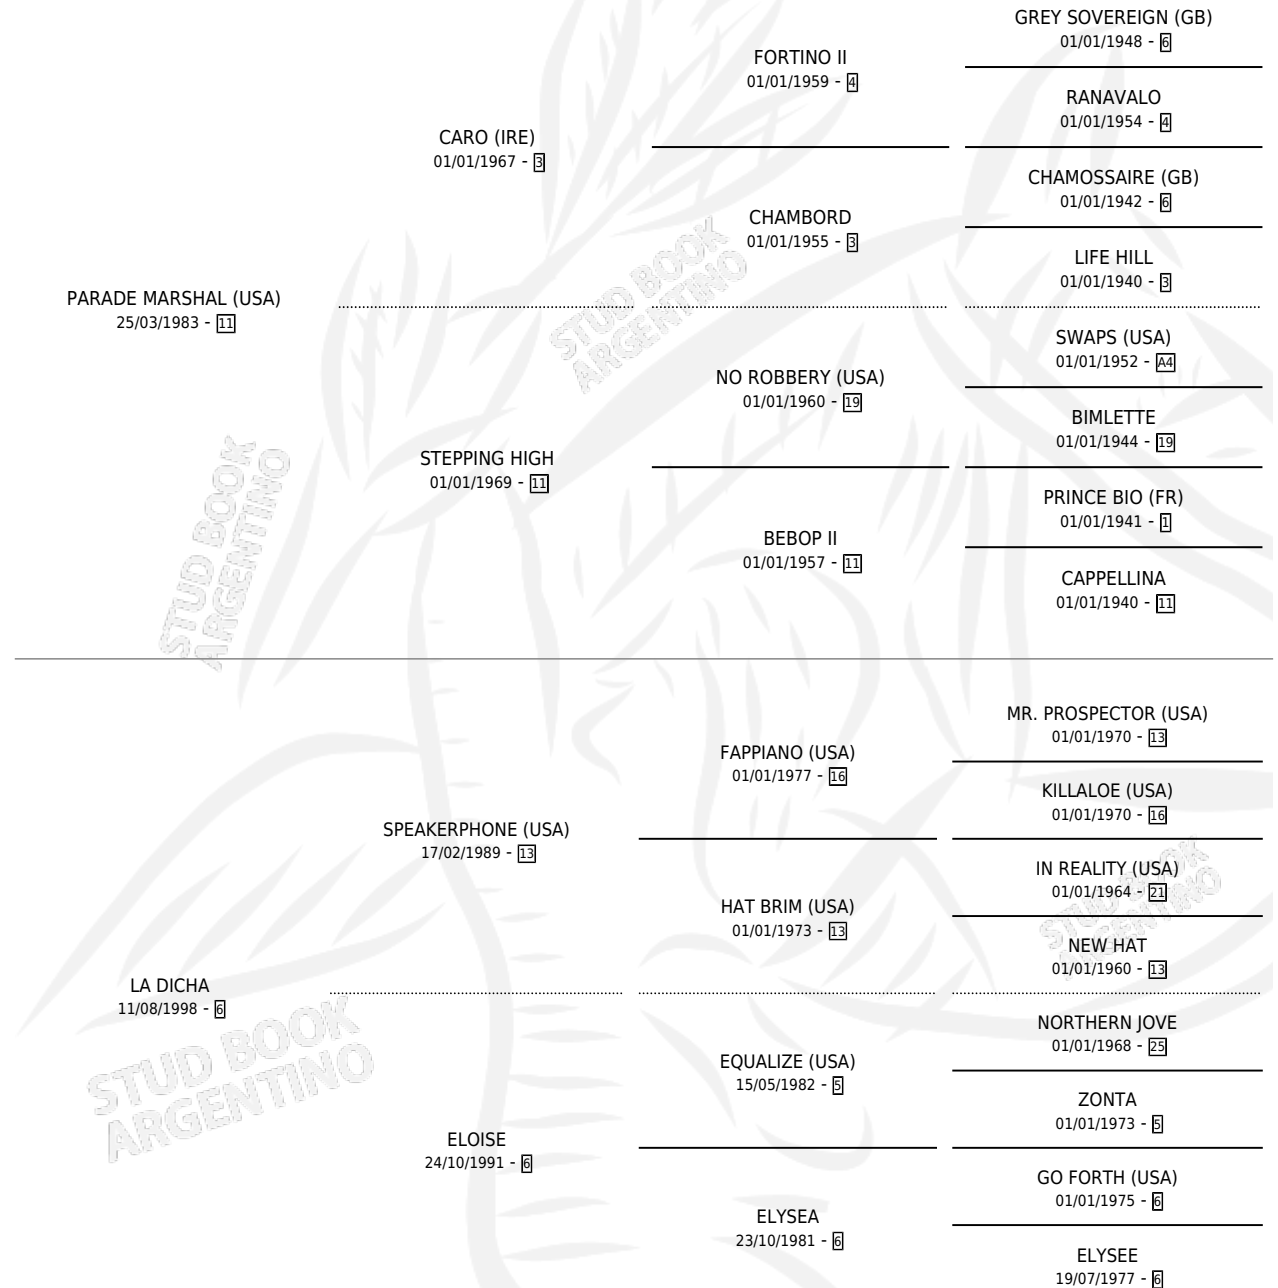 GREY SOVEREIGN (GB)
01/01/1948 - 6
FORTINO II
01/01/1959 - 4
RANAVALO
01/01/1954 - 4
CARO (IRE)
01/01/1967 - 3
CHAMOSSAIRE (GB)
01/01/1942 - 6
CHAMBORD
01/01/1955 - 3
LIFE HILL
01/01/1940 - 3
PARADE MARSHAL (USA)
25/03/1983 - 11
SWAPS (USA)
01/01/1952 - A4
NO ROBBERY (USA)
01/01/1960 - 19
BIMLETTE
01/01/1944 - 19
STEPPING HIGH
01/01/1969 - 11
PRINCE BIO (FR)
01/01/1941 - 1
BEBOP II
01/01/1957 - 11
CAPPELLINA
01/01/1940 - 11
MR. PROSPECTOR (USA)
01/01/1970 - 13
FAPPIANO (USA)
01/01/1977 - 16
KILLALOE (USA)
01/01/1970 - 16
SPEAKERPHONE (USA)
17/02/1989 - 13
IN REALITY (USA)
01/01/1964 - 21
HAT BRIM (USA)
01/01/1973 - 13
NEW HAT
01/01/1960 - 13
LA DICHA
11/08/1998 - 6
NORTHERN JOVE
01/01/1968 - 25
EQUALIZE (USA)
15/05/1982 - 5
ZONTA
01/01/1973 - 5
ELOISE
24/10/1991 - 6
GO FORTH (USA)
01/01/1975 - 6
ELYSEA
23/10/1981 - 6
ELYSEE
19/07/1977 - 6
STUD BOOK
ARGENTINO
STUD BOOK
ARGENTINO
STUD BOOK
ARGENTINO
STUD BOOK
ARGENTINO